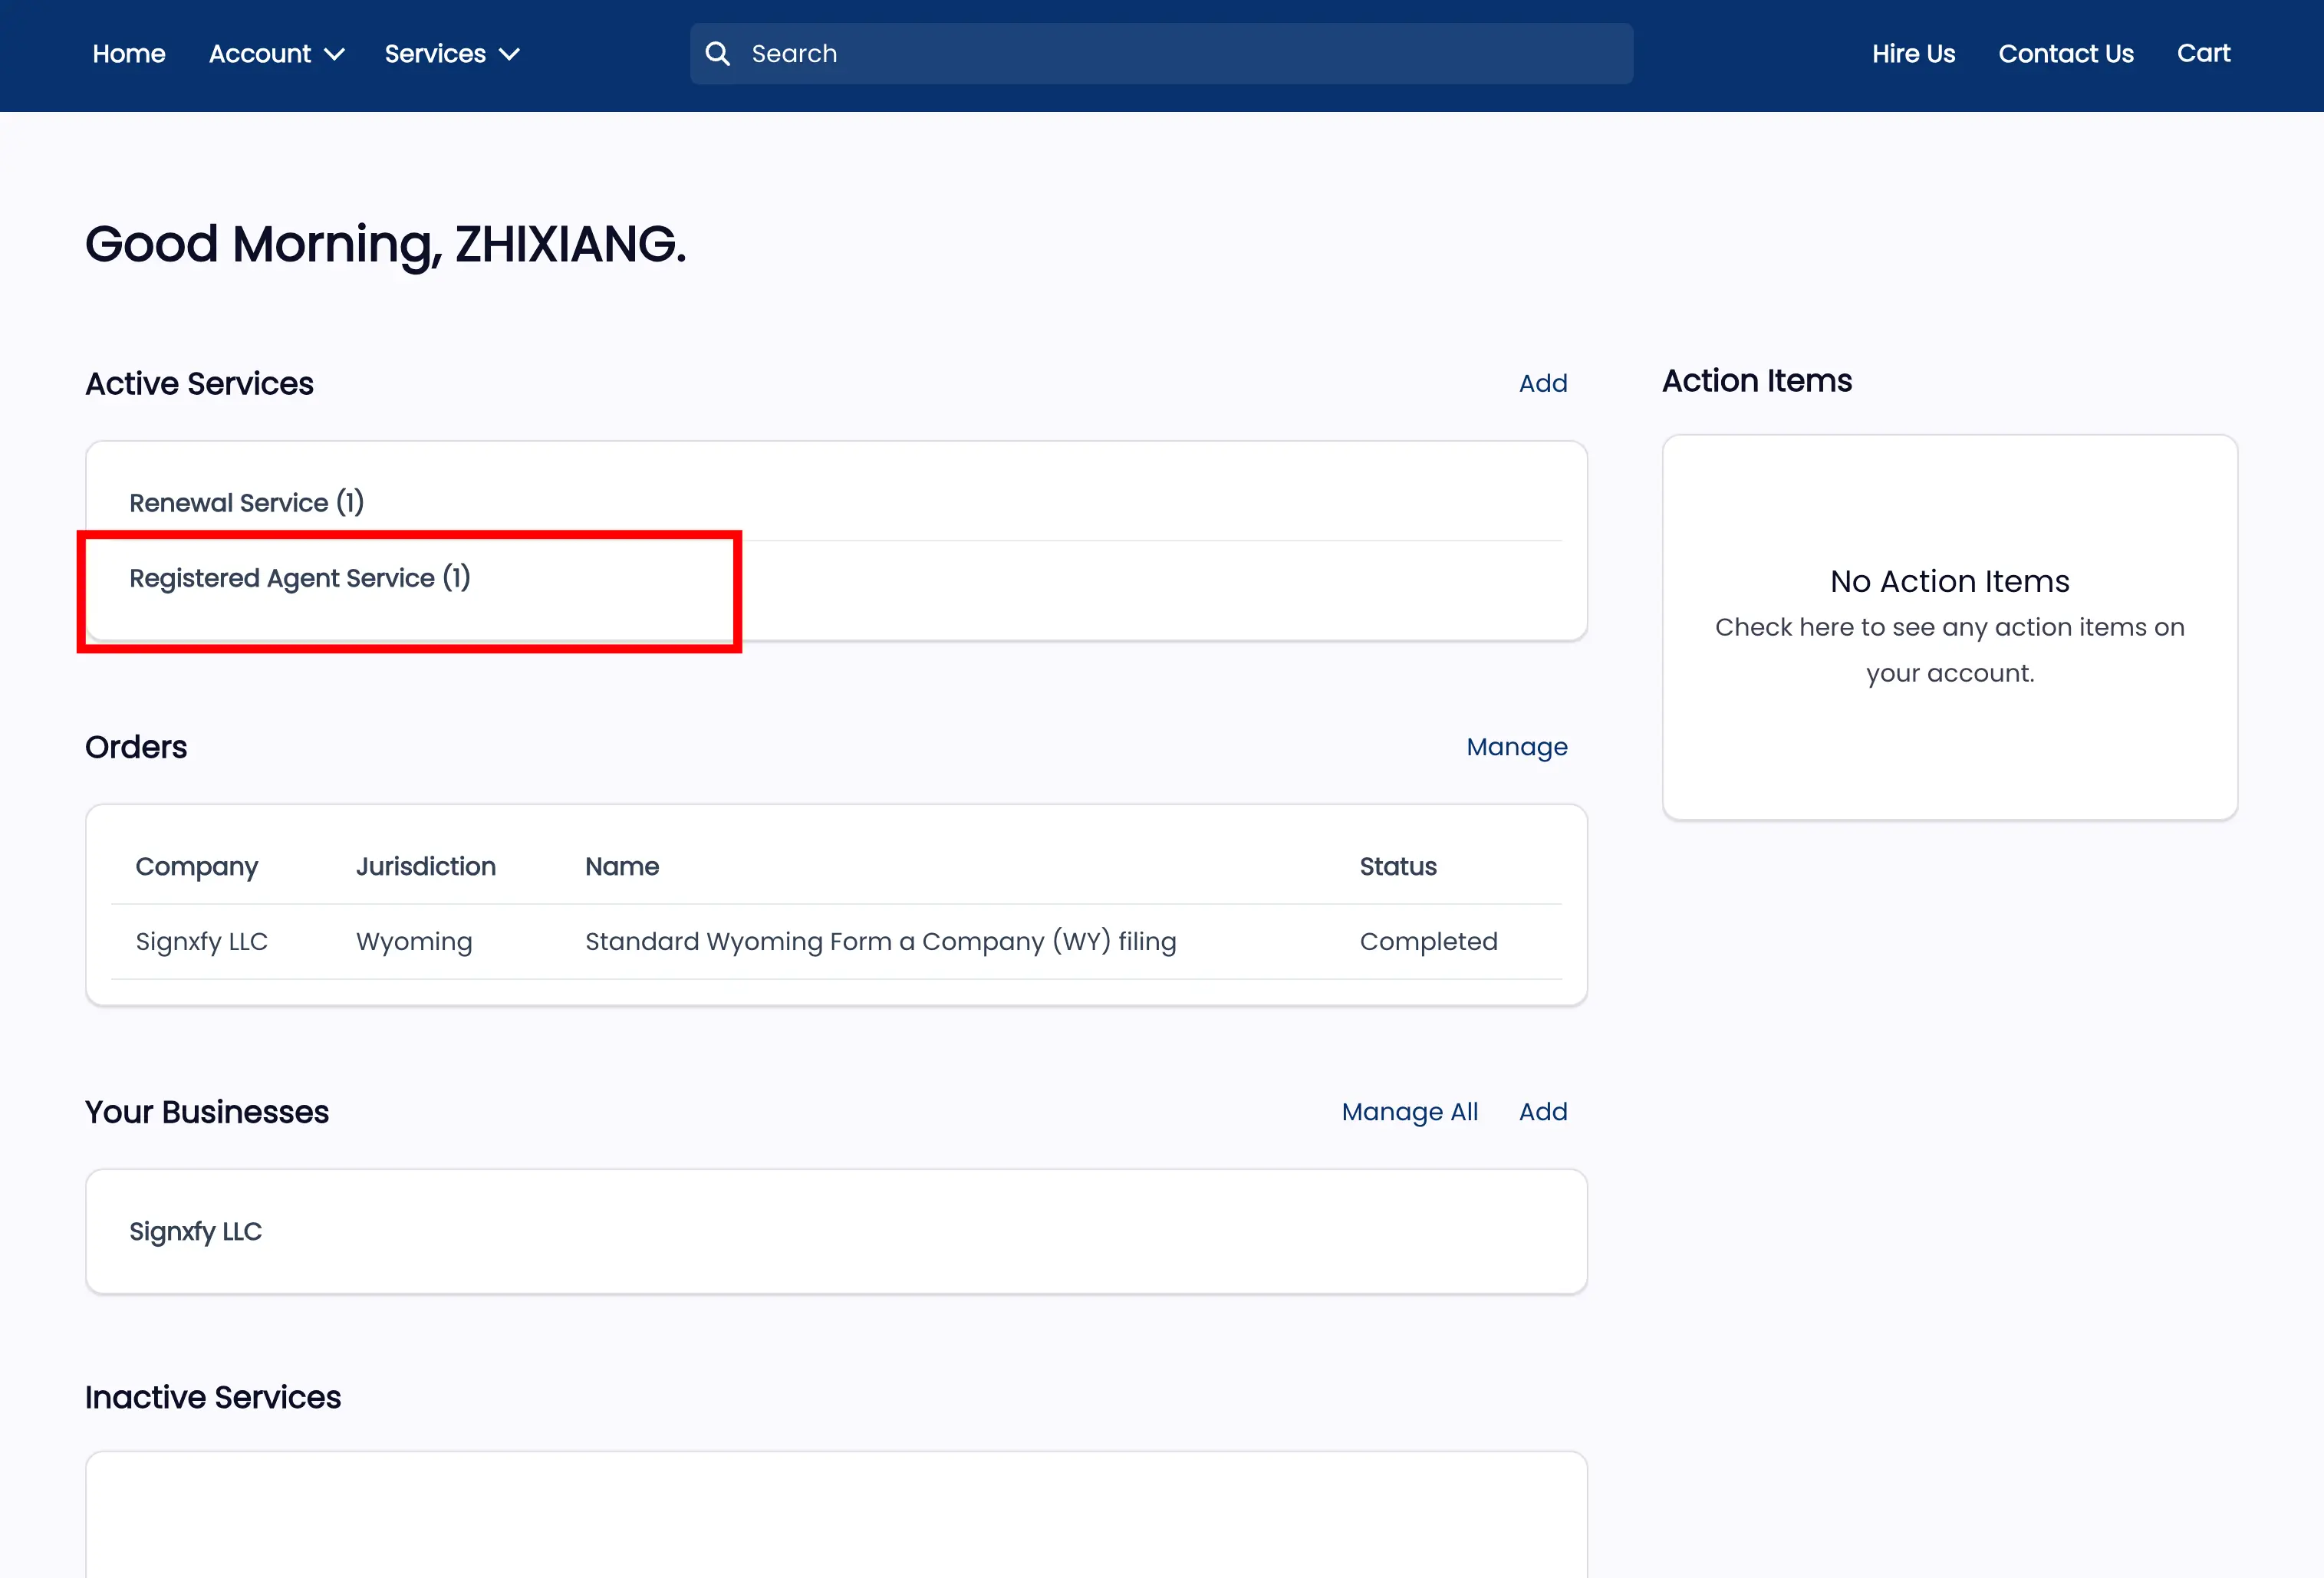 Home
Account
Services
Search
Hire Us
Contact Us
Cart
Good Morning, ZHIXIANG.
Active Services
Add
Renewal Service (1)
Registered Agent Service (1)
Action Items
No Action Items
Check here to see any action items on
your account.
Orders
Manage
Company Jurisdiction Name Status
Signxfy LLC Wyoming Standard Wyoming Form a Company (WY) filing Completed
Your Businesses
Manage All
Add
Signxfy LLC
Inactive Services